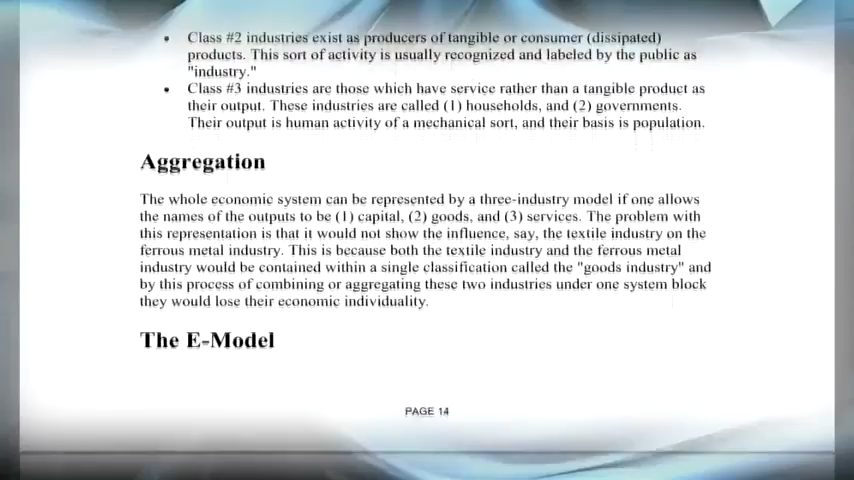 • Class #2 industries exist as producers of tangible or consumer (dissipated)
products. This sort of activity is usually recognized and labeled by the public as
"industry."
• Class #3 industries are those which have service rather than a tangible product as
their output. These industries are called (1) households, and (2) governments.
Their output is human activity of a mechanical sort, and their basis is population.
Aggregation
The whole economic system can be represented by a three-industry model if one allows
the names of the outputs to be (1) capital, (2) goods, and (3) services. The problem with
this representation is that it would not show the influence, say, the textile industry on the
ferrous metal industry. This is because both the textile industry and the ferrous metal
industry would be contained within a single classification called the "goods industry" and
by this process of combining or aggregating these two industries under one system block
they would lose their economic individuality.
The E-Model
PAGE 14